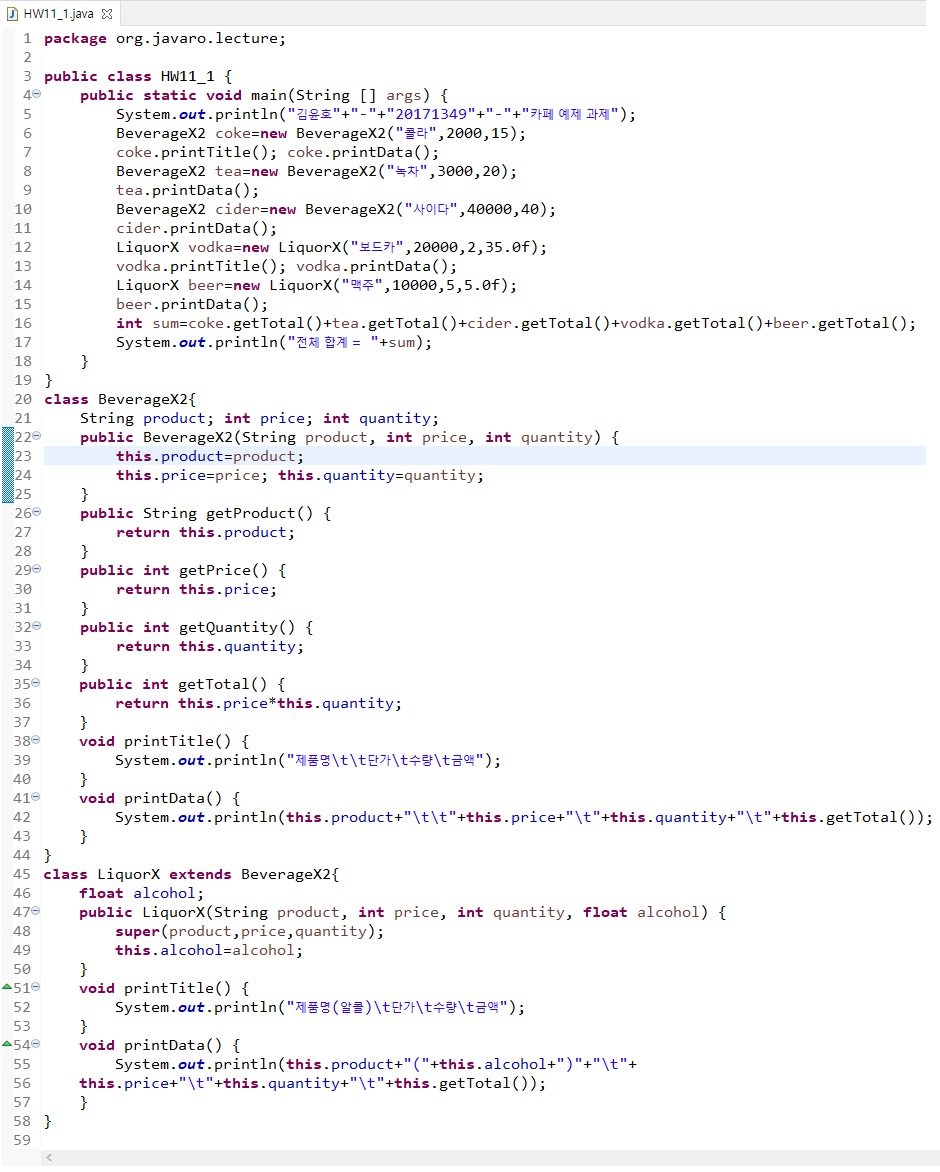 HW11_1.java
1 package org.javaro.lecture;
2
3 public class HW11_1 {
4 public static void main(String [] args) {
5 System.out.println("김윤호"+"-"+"20171349"+"-"+"카페 예제 과제");
6 BeverageX2 coke=new BeverageX2("콜라",2000,15);
7 coke.printTitle(); coke.printData();
8 BeverageX2 tea=new BeverageX2("녹차",3000,20);
9 tea.printData();
10 BeverageX2 cider=new BeverageX2("사이다",40000,40);
11 cider.printData();
12 LiquorX vodka=new LiquorX("보드카",20000,2,35.0f);
13 vodka.printTitle(); vodka.printData();
14 LiquorX beer=new LiquorX("맥주",10000,5,5.0f);
15 beer.printData();
16 int sum=coke.getTotal()+tea.getTotal()+cider.getTotal()+vodka.getTotal()+beer.getTotal();
17 System.out.println("전체 합계 = "+sum);
18 }
19 }
20 class BeverageX2{
21 String product; int price; int quantity;
22 public BeverageX2(String product, int price, int quantity) {
23 this.product=product;
24 this.price=price; this.quantity=quantity;
25 }
26 public String getProduct() {
27 return this.product;
28 }
29 public int getPrice() {
30 return this.price;
31 }
32 public int getQuantity() {
33 return this.quantity;
34 }
35 public int getTotal() {
36 return this.price*this.quantity;
37 }
38 void printTitle() {
39 System.out.println("제품명\t\t단가\t수량\t금액");
40 }
41 void printData() {
42 System.out.println(this.product+"\t\t"+this.price+"\t"+this.quantity+"\t"+this.getTotal());
43 }
44 }
45 class LiquorX extends BeverageX2{
46 float alcohol;
47 public LiquorX(String product, int price, int quantity, float alcohol) {
48 super(product,price,quantity);
49 this.alcohol=alcohol;
50 }
51 void printTitle() {
52 System.out.println("제품명(알콜)\t단가\t수량\t금액");
53 }
54 void printData() {
55 System.out.println(this.product+"("+this.alcohol+")"+"\t"+
56 this.price+"\t"+this.quantity+"\t"+this.getTotal());
57 }
58 }
59